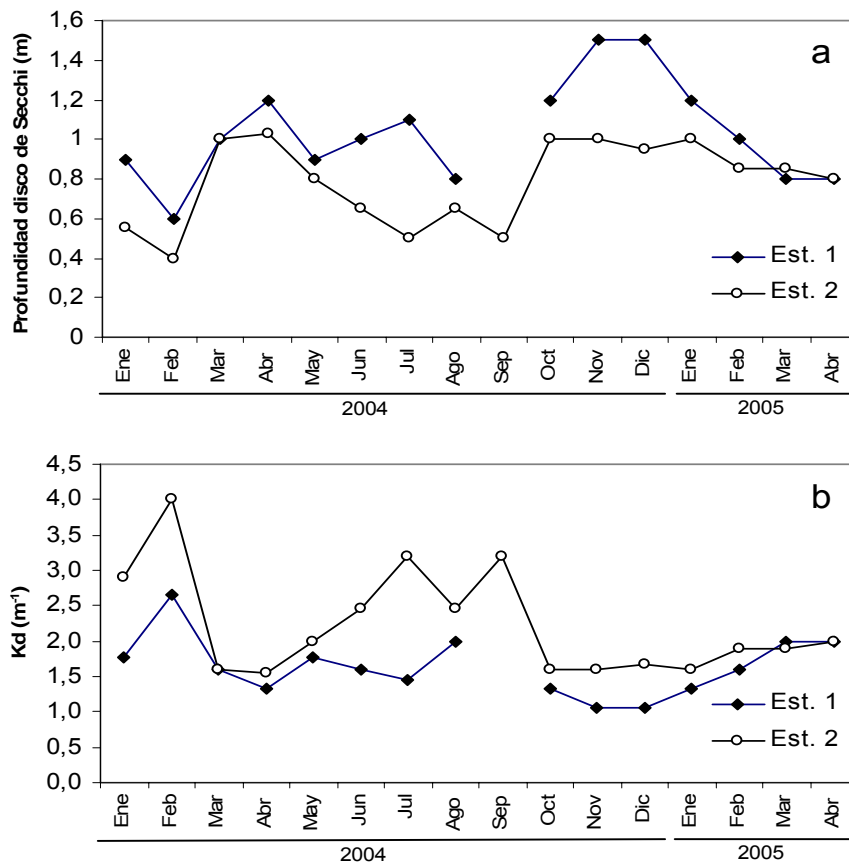 1,6
1,4
1,2
1
0,8
0,6
0,4
0,2
0
Profundidad disco de Secchi (m)
a
Est. 1
Est. 2
Ene Feb Mar Abr May Jun Jul Ago Sep Oct Nov Dic Ene Feb Mar Abr
2004 2005
4,5
4,0
3,5
3,0
2,5
2,0
1,5
1,0
0,5
0,0
Kd (m⁻¹)
b
Est. 1
Est. 2
Ene Feb Mar Abr May Jun Jul Ago Sep Oct Nov Dic Ene Feb Mar Abr
2004 2005